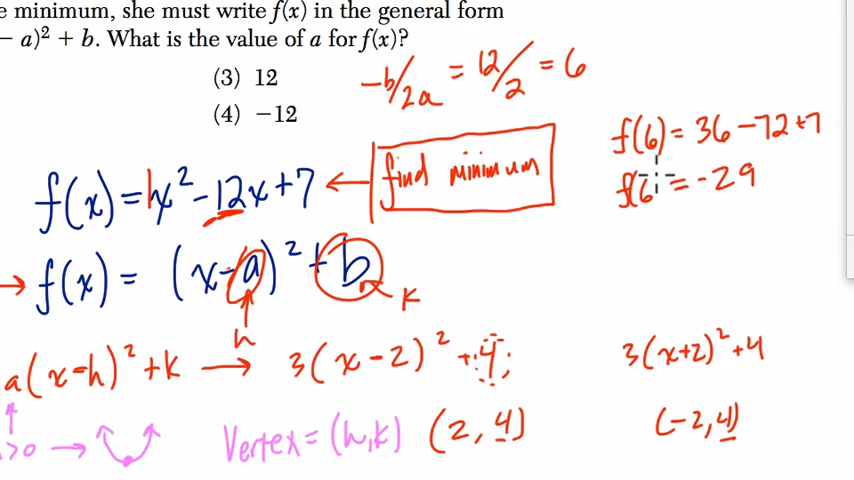 e minimum, she must write f(x) in the general form
– a)² + b. What is the value of a for f(x)?
(3) 12
(4) −12
-b/2a = 12/2 = 6
f(6) = 36 - 72 + 7
f(6 = -29
f(x) = 1x² - 12x + 7 ← find minimum
→ f(x) = (x - a)² + b
h
K
a(x-h)² + k → 3(x-2)² + 4
3(x+2)² + 4
>0 →
Vertex = (h,k) (2, 4)
(-2, 4)